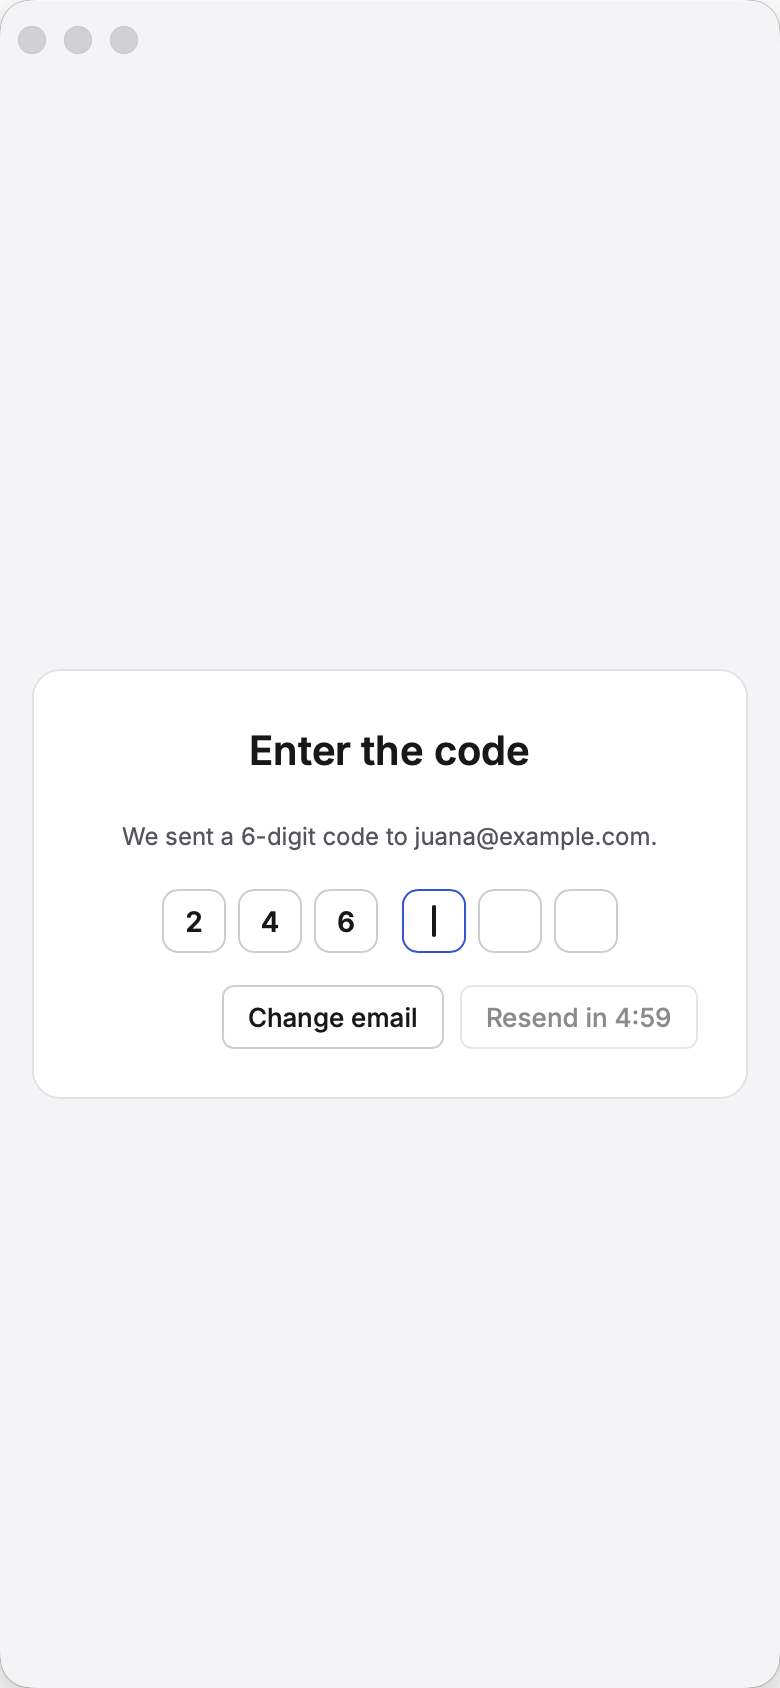 Enter the code
We sent a 6-digit code to juana@example.com.
2 4 6
Change email Resend in 4:59